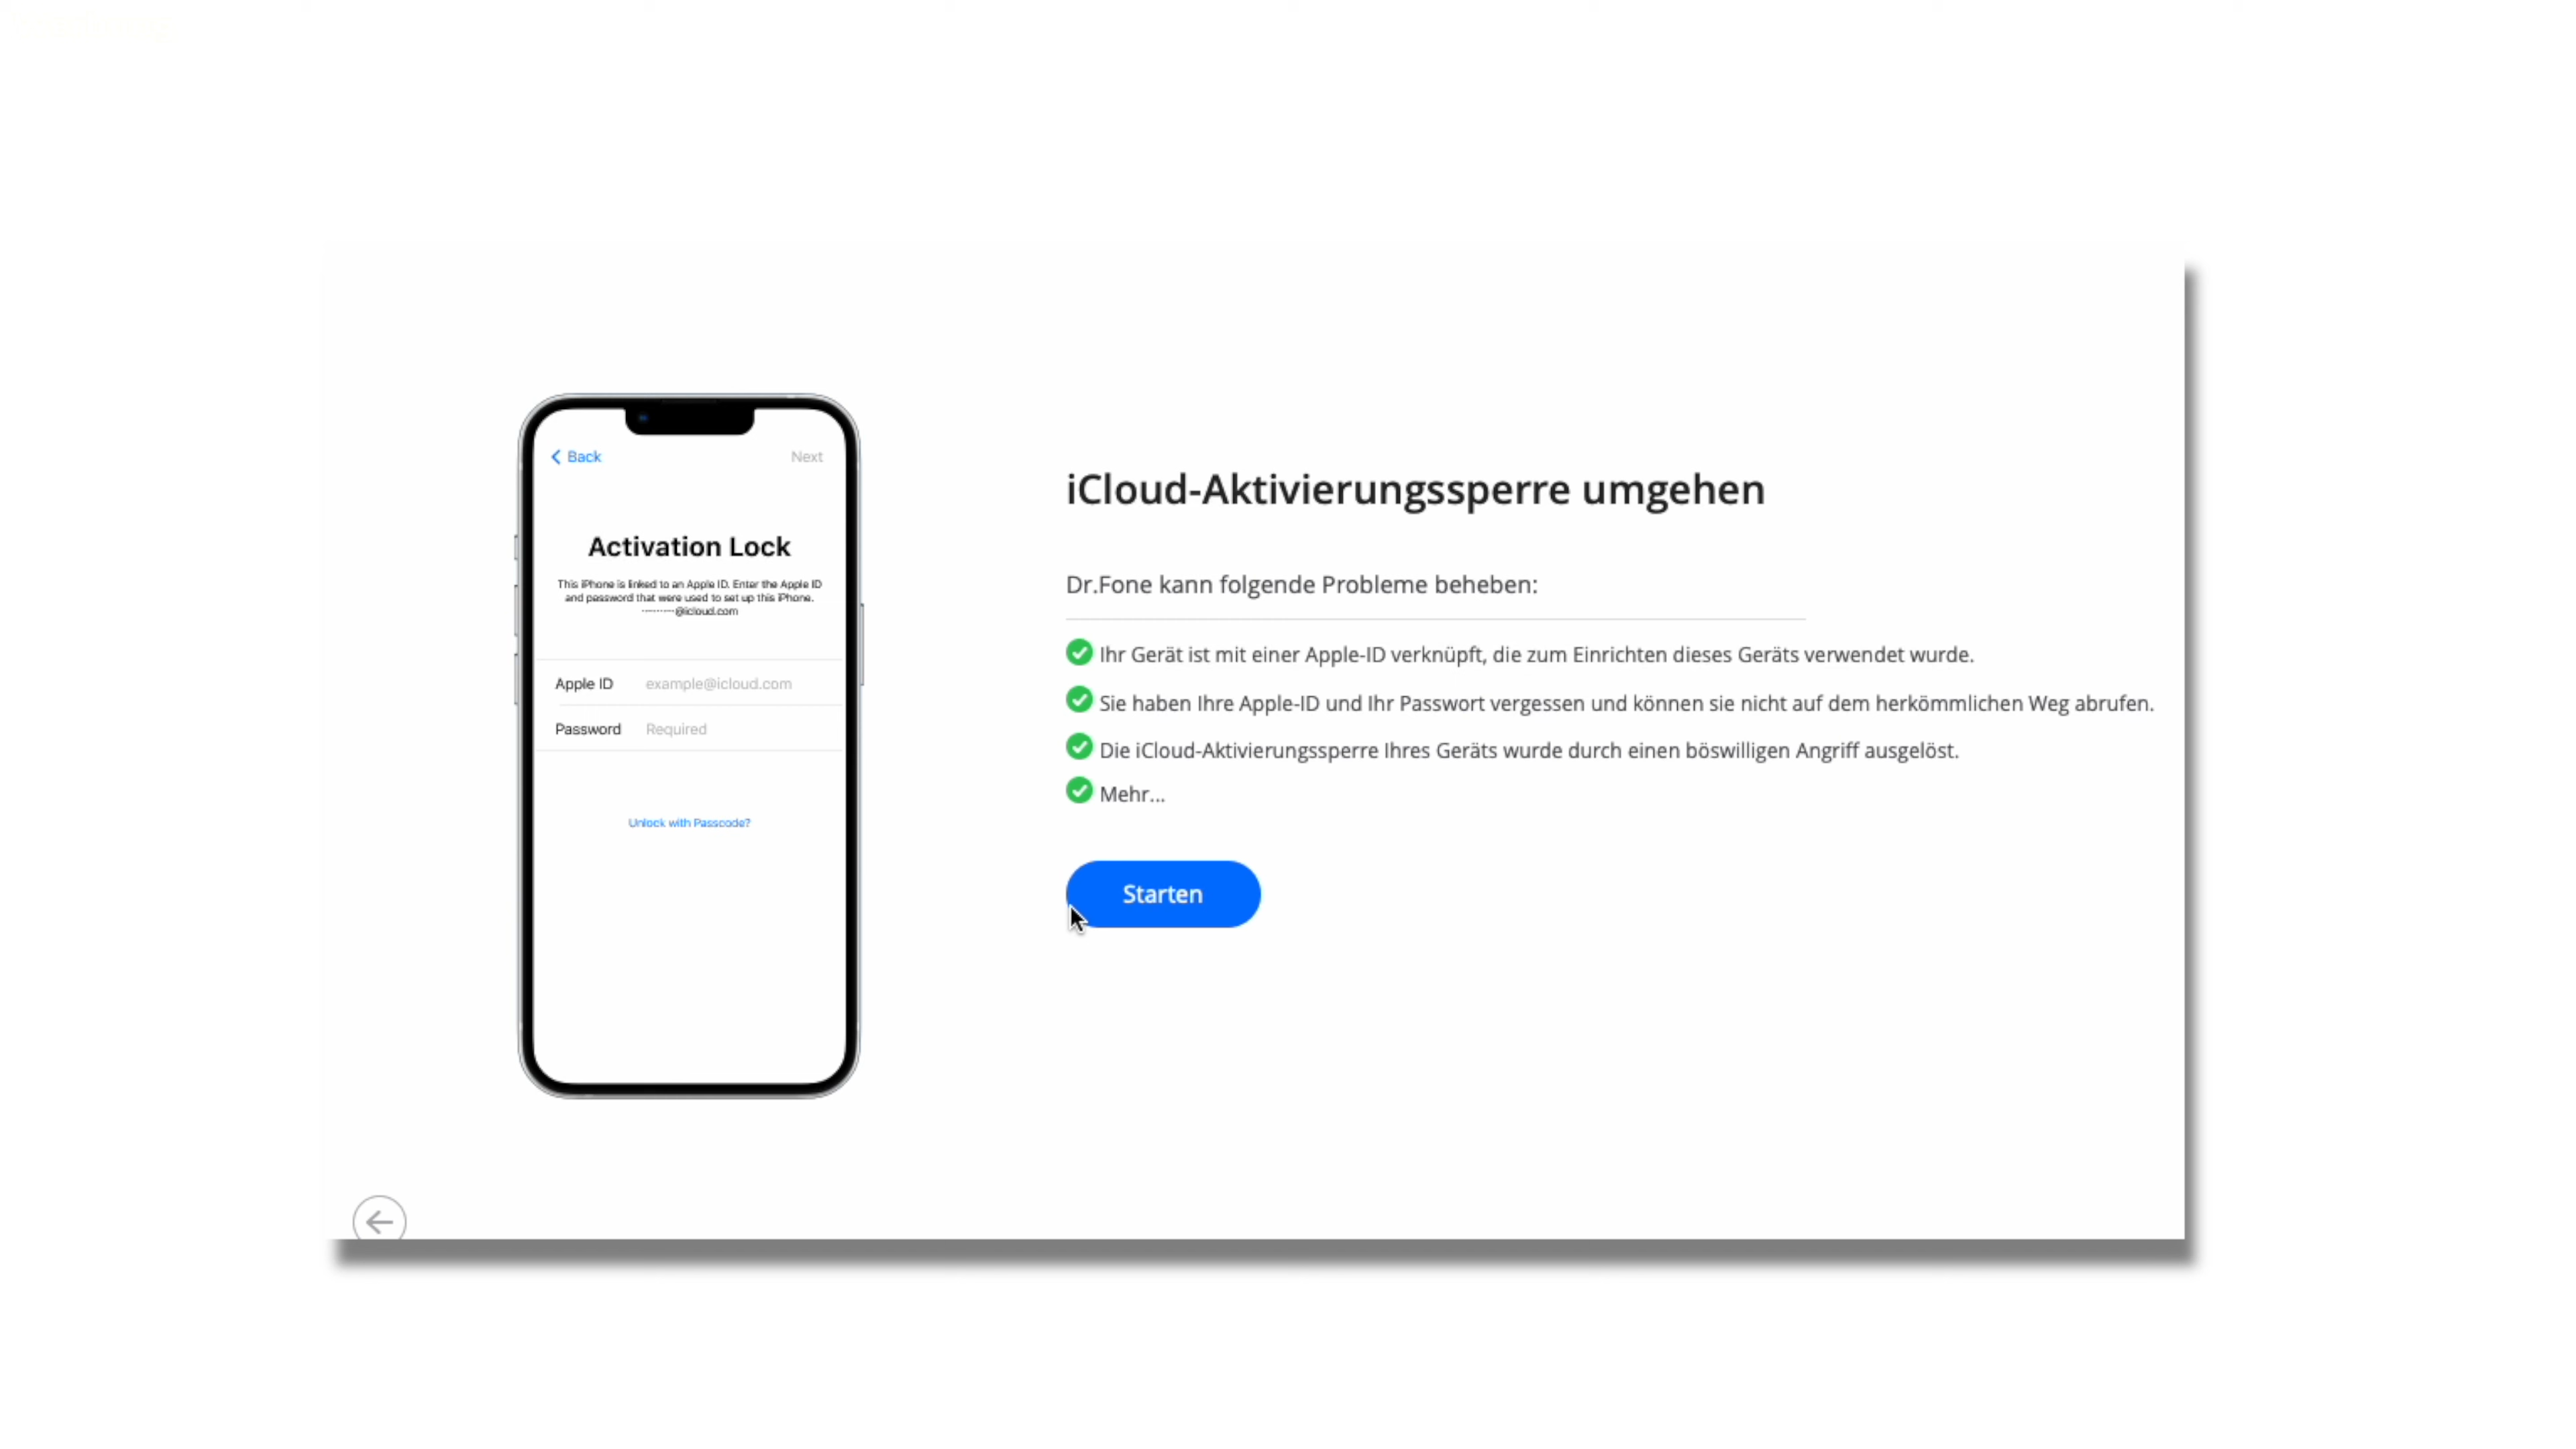 Back
Next
Activation Lock
This iPhone is linked to an Apple ID. Enter the Apple ID
and password that were used to set up this iPhone.
@icloud.com
Apple ID example@icloud.com
Password Required
Unlock with Passcode?
iCloud-Aktivierungssperre umgehen
Dr.Fone kann folgende Probleme beheben:
Ihr Gerät ist mit einer Apple-ID verknüpft, die zum Einrichten dieses Geräts verwendet wurde.
Sie haben Ihre Apple-ID und Ihr Passwort vergessen und können sie nicht auf dem herkömmlichen Weg abrufen.
Die iCloud-Aktivierungssperre Ihres Geräts wurde durch einen böswilligen Angriff ausgelöst.
Mehr...
Starten